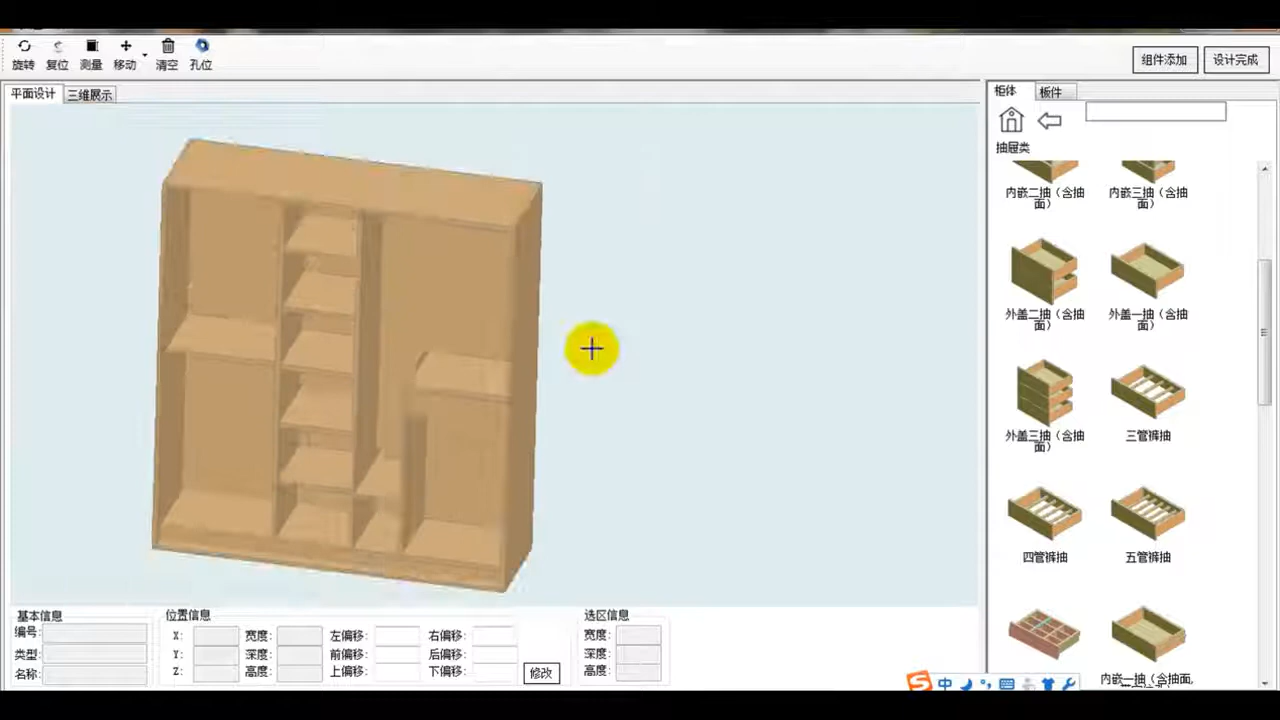 旋转 复位 测量 移动 清空 孔位
组件添加 设计完成
平面设计 三维展示
柜体 板件
抽屉类
内嵌二抽（含抽面） 内嵌三抽（含抽面）
外盖二抽（含抽面） 外盖一抽（含抽面）
外盖三抽（含抽面） 三管裤抽
四管裤抽 五管裤抽
内嵌一抽（含抽面,
基本信息 位置信息 选区信息
编号: X: 宽度: 左偏移: 右偏移: 宽度:
类型: Y: 深度: 前偏移: 后偏移: 深度:
名称: Z: 高度: 上偏移: 下偏移: 修改 高度:
中